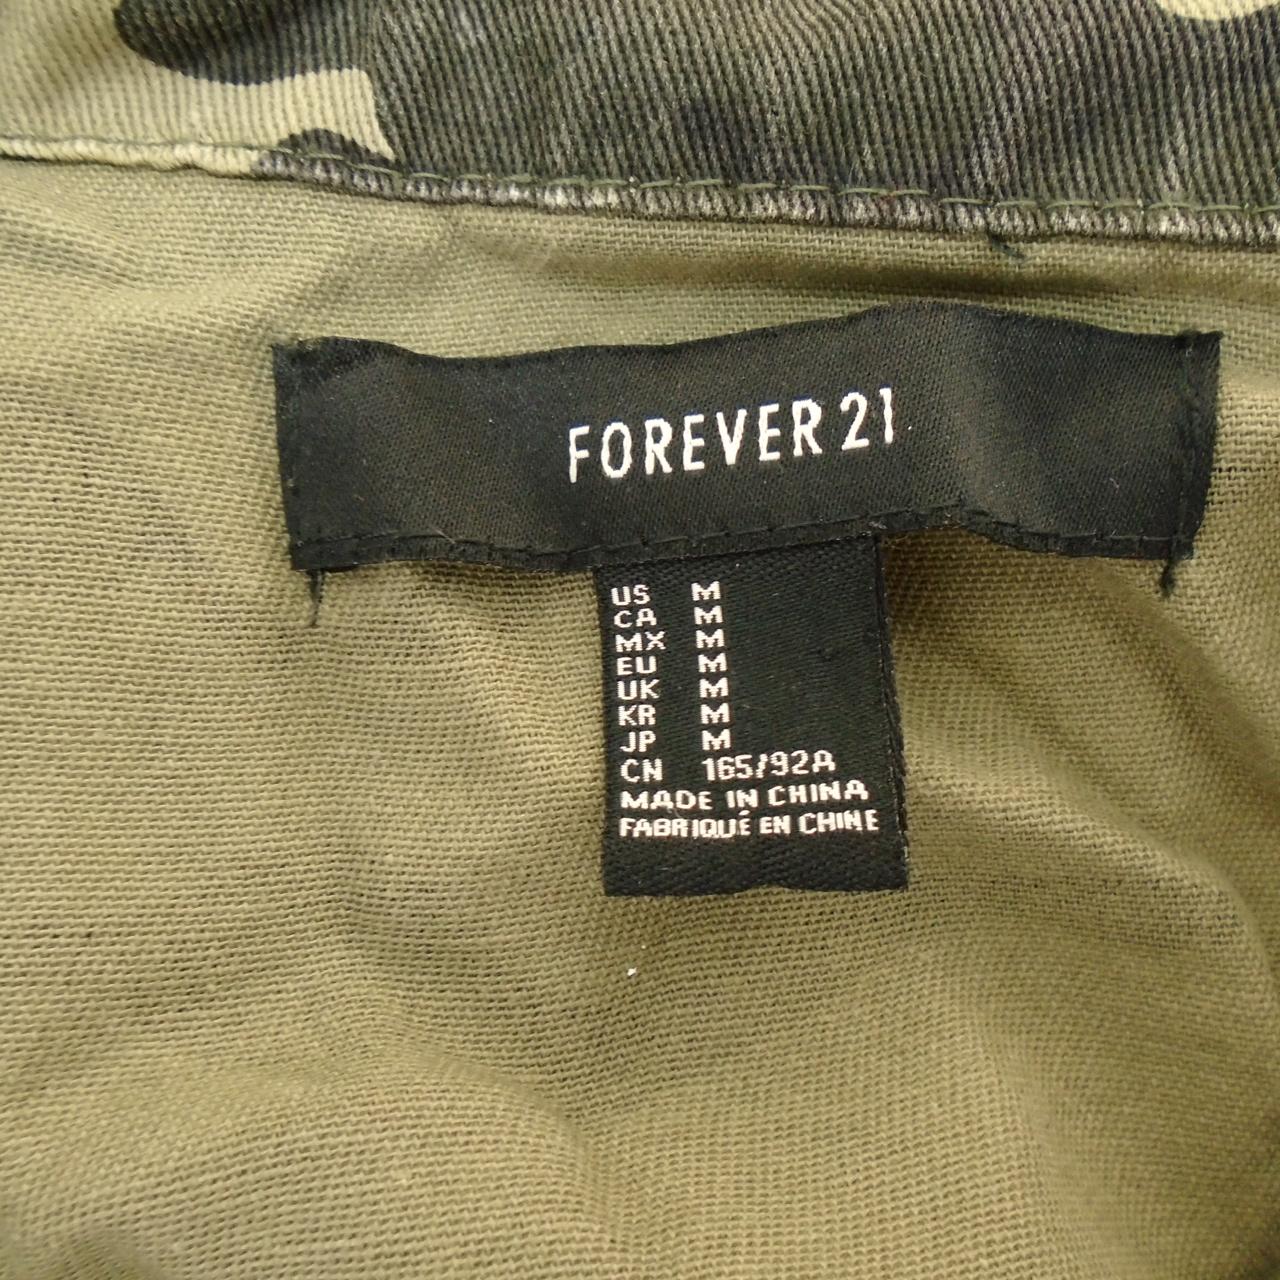 FOREVER 21
US M
CA M
MX M
EU M
UK M
KR M
JP M
CN 165/92A
MADE IN CHINA
FABRIQUÉ EN CHINE